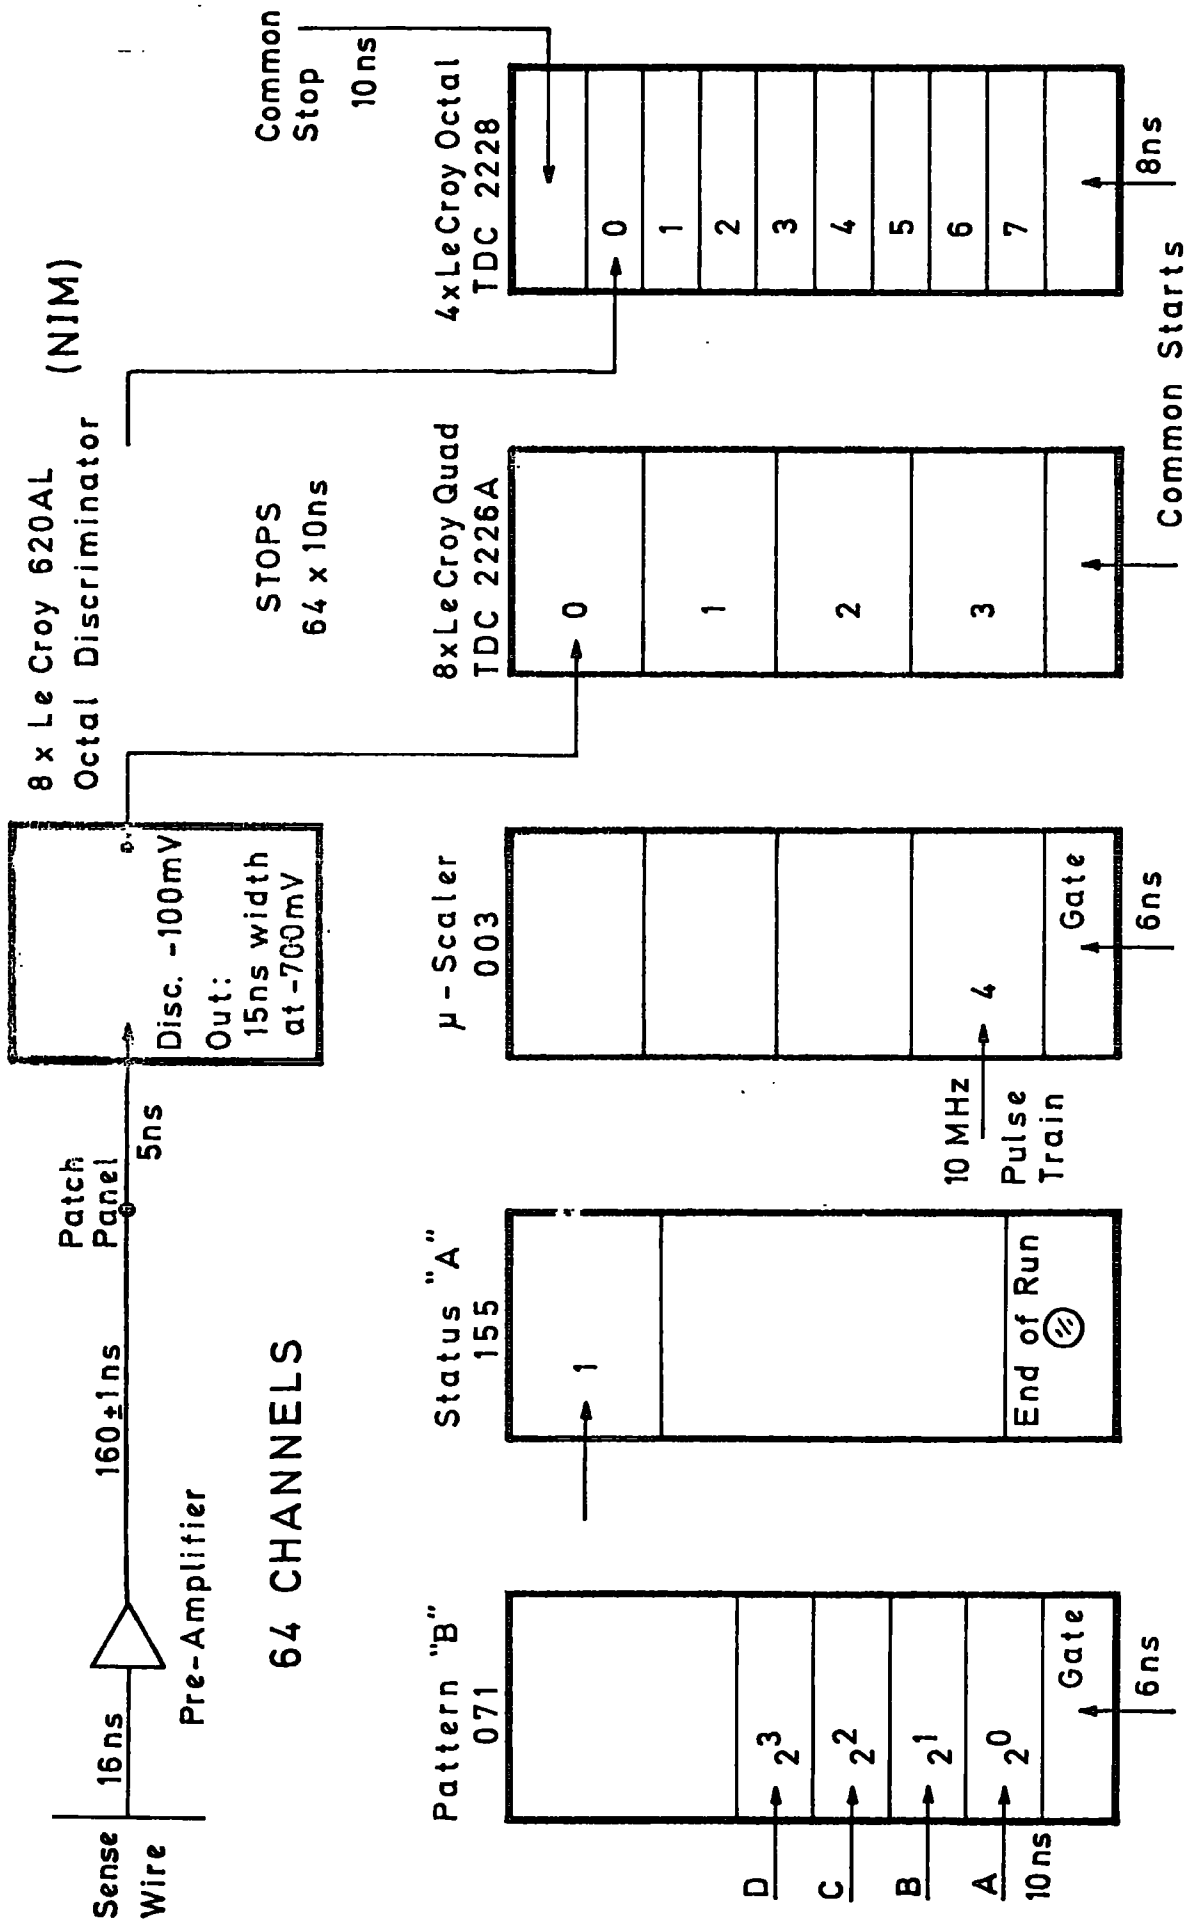 Sense
Wire
16ns
Pre-Amplifier
160±1ns
Patch
Panel
5ns
Disc. -100mV
Out:
15ns width
at -700mV
8 x Le Croy 620AL (NIM)
Octal Discriminator
64 CHANNELS
STOPS
64 x 10ns
Common
Stop
10ns
Pattern "B"
071
D
2³
C
2²
B
2¹
A
2⁰
10ns
Gate
6ns
Status "A"
155
1
End of Run
μ-Scaler
003
10 MHz
Pulse
Train
4
Gate
6ns
8xLe Croy Quad
TDC 2226A
0
1
2
3
4xLe Croy Octal
TDC 2228
0
1
2
3
4
5
6
7
Common Starts
8ns